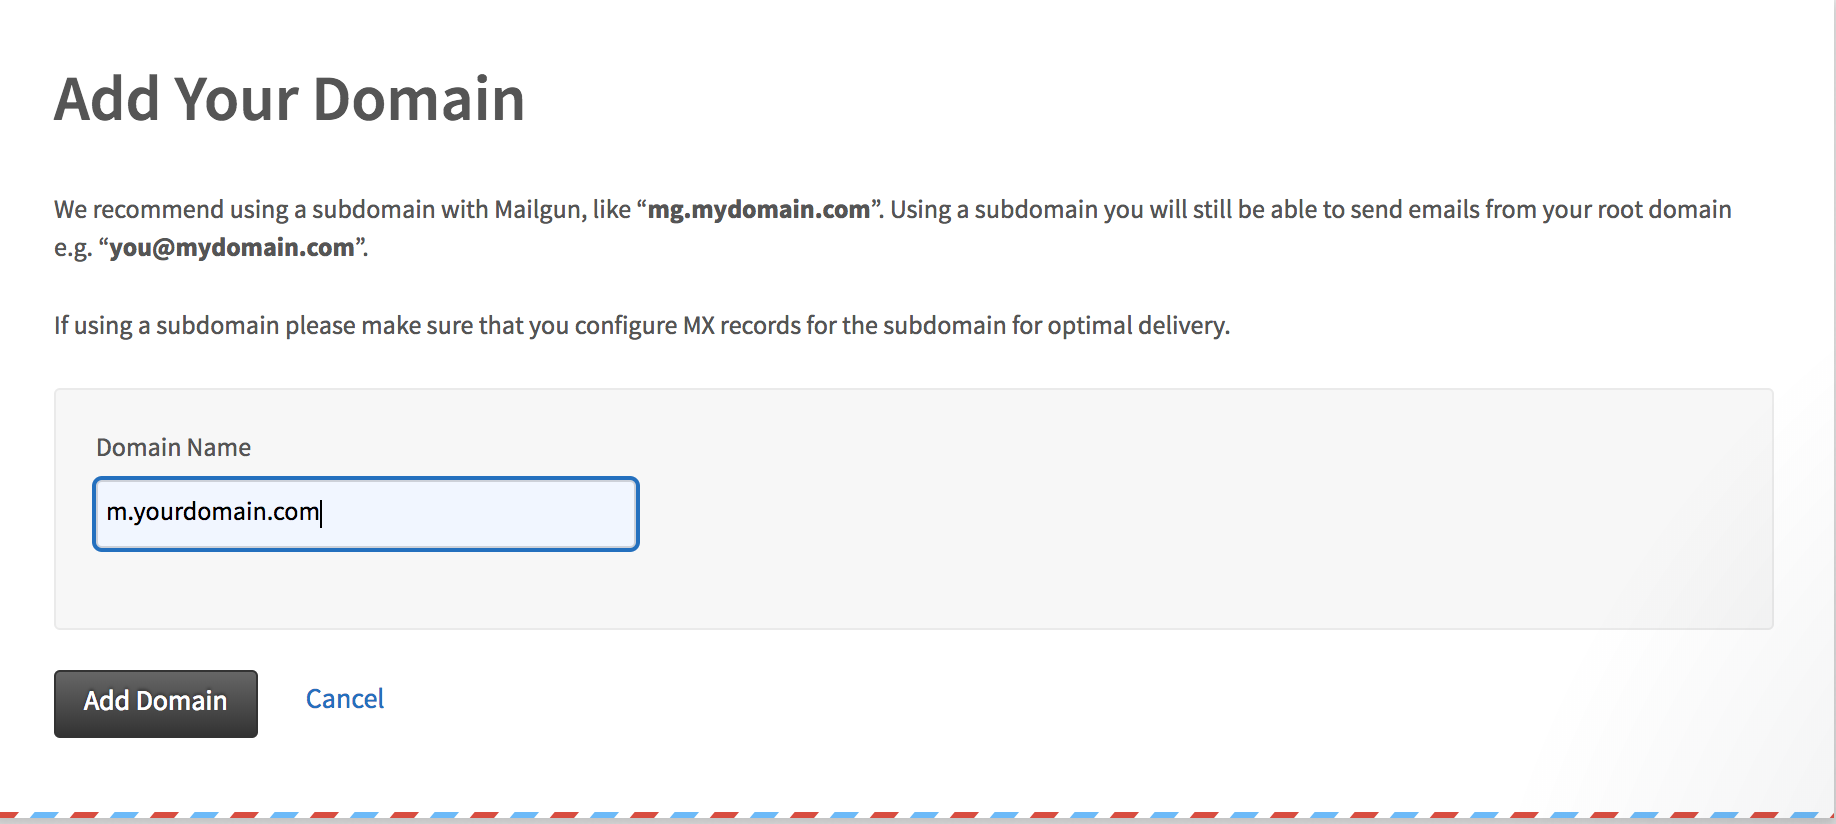 Add Your Domain
We recommend using a subdomain with Mailgun, like “mg.mydomain.com”. Using a subdomain you will still be able to send emails from your root domain
e.g. “you@mydomain.com”.
If using a subdomain please make sure that you configure MX records for the subdomain for optimal delivery.
Domain Name
m.yourdomain.com
Add Domain
Cancel